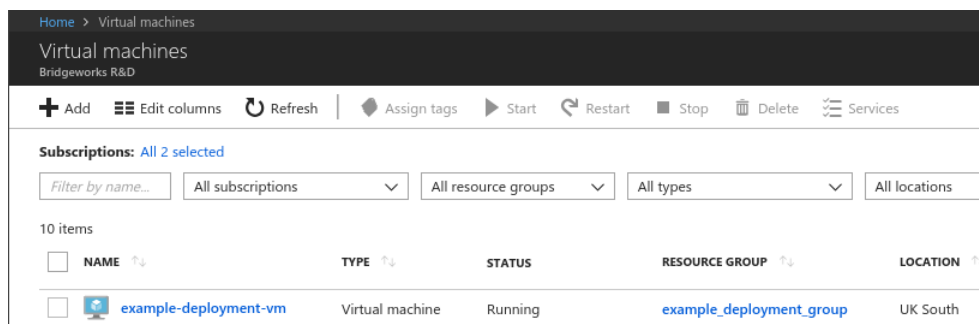 Home > Virtual machines
Virtual machines
Bridgeworks R&D
Add Edit columns Refresh Assign tags Start Restart Stop Delete Services
Subscriptions: All 2 selected
Filter by name... All subscriptions All resource groups All types All locations
10 items
NAME TYPE STATUS RESOURCE GROUP LOCATION
example-deployment-vm Virtual machine Running example_deployment_group UK South